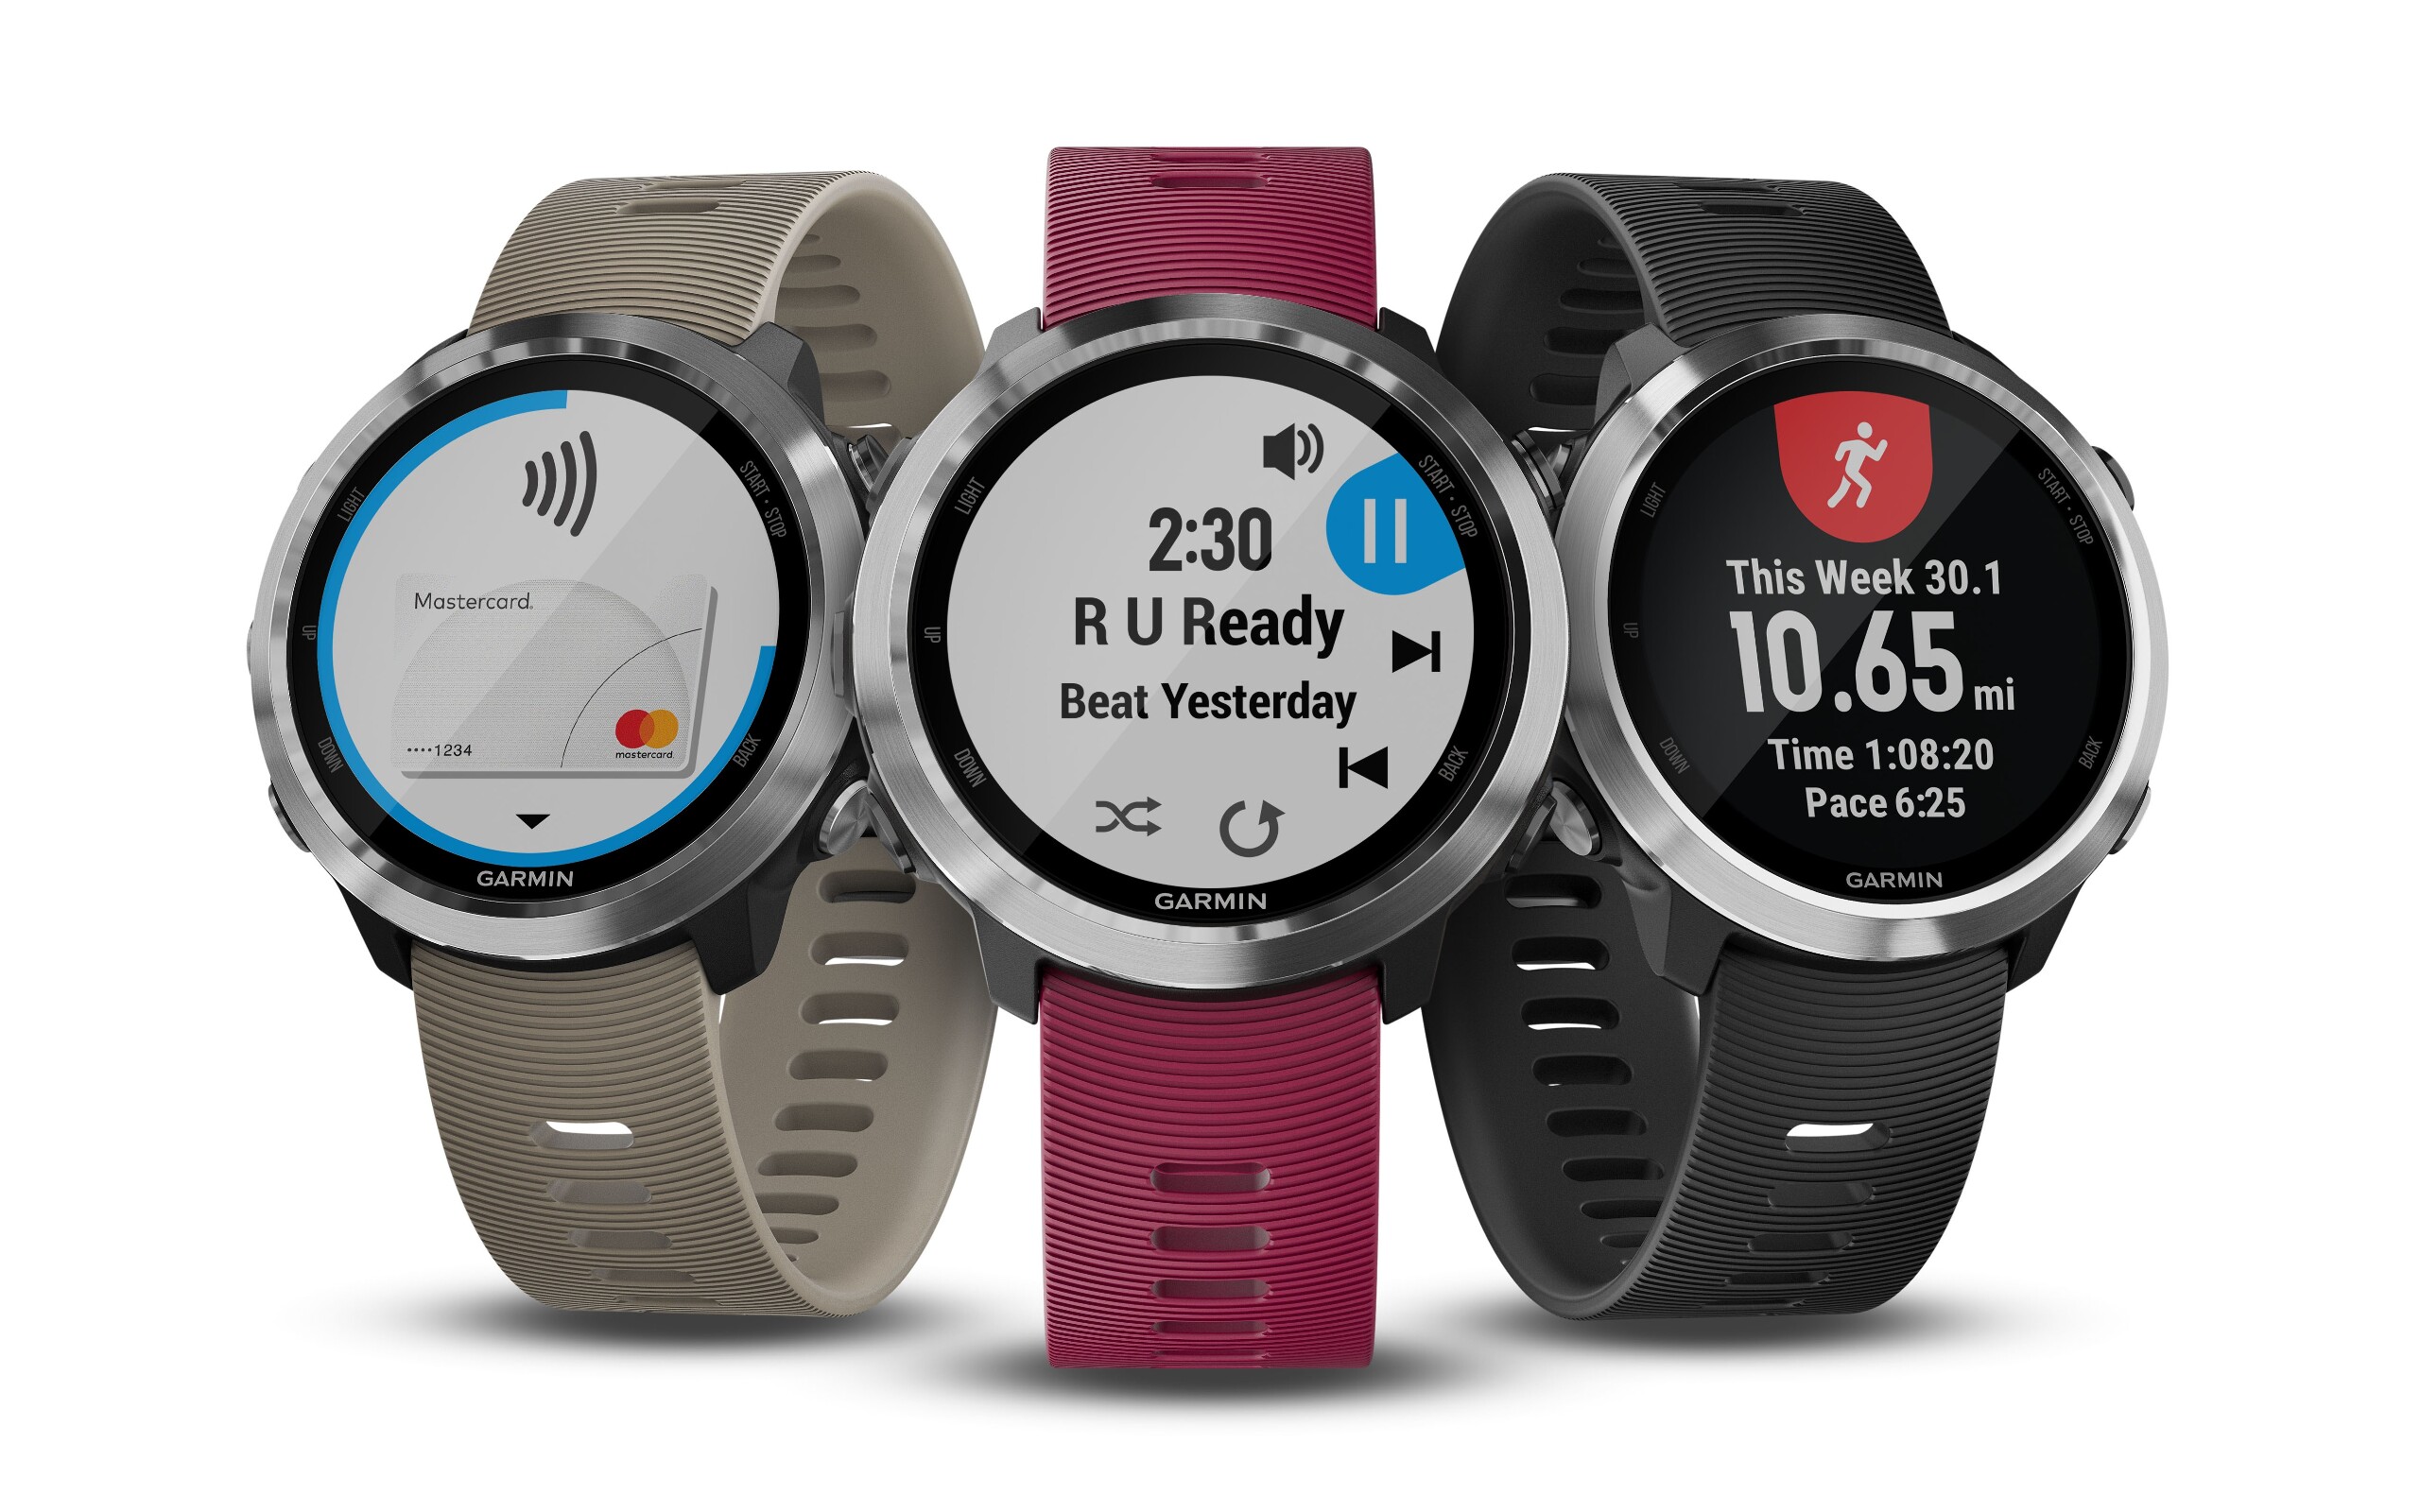 LIGHT
START • STOP
UP
DOWN
BACK
Mastercard.
••••1234
mastercard.
GARMIN
LIGHT
START • STOP
UP
DOWN
BACK
2:30
R U Ready
Beat Yesterday
GARMIN
LIGHT
START • STOP
UP
DOWN
BACK
This Week 30.1
10.65 mi
Time 1:08:20
Pace 6:25
GARMIN